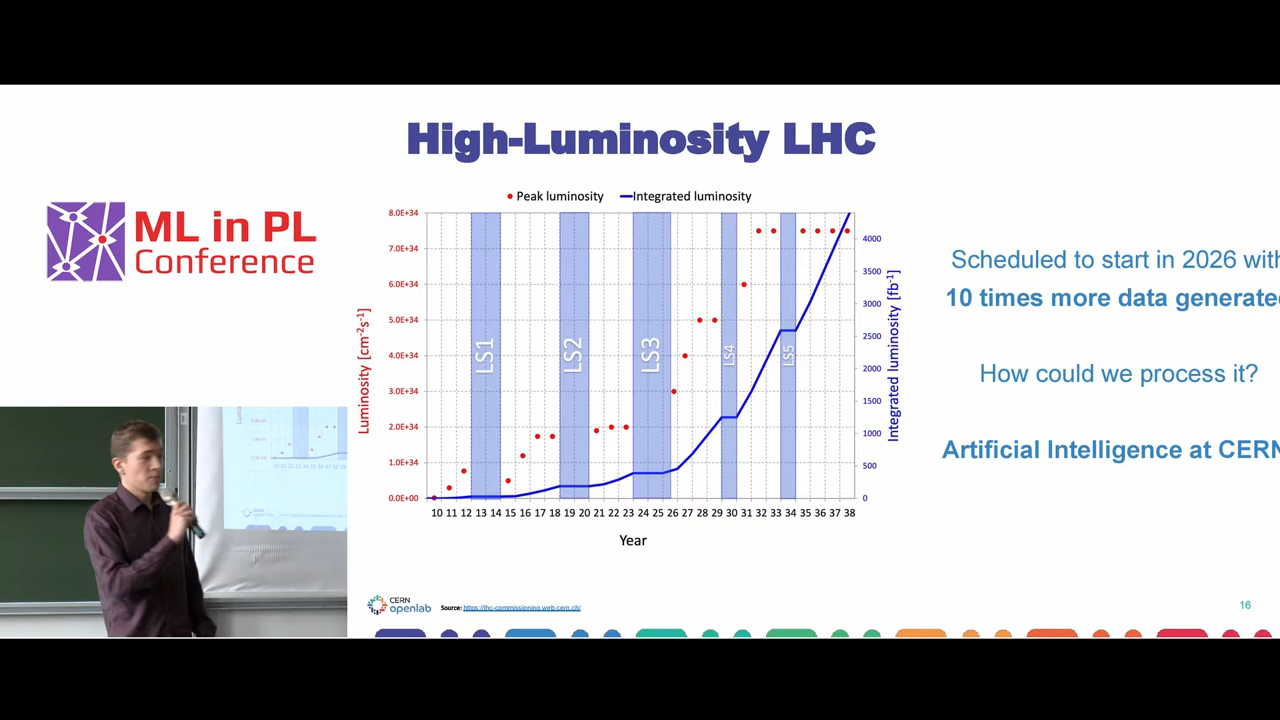 High-Luminosity LHC
ML in PL
Conference
Peak luminosity
Integrated luminosity
8.0E+34
7.0E+34
6.0E+34
5.0E+34
4.0E+34
3.0E+34
2.0E+34
1.0E+34
0.0E+00
Luminosity [cm-2s-1]
LS1
LS2
LS3
LS4
LS5
4000
3500
3000
2500
2000
1500
1000
500
0
Integrated luminosity [fb-1]
10 11 12 13 14 15 16 17 18 19 20 21 22 23 24 25 26 27 28 29 30 31 32 33 34 35 36 37 38
Year
Scheduled to start in 2026 with
10 times more data generate
How could we process it?
Artificial Intelligence at CERN
CERN
openlab
Source: https://lhc-commissioning.web.cern.ch/
16